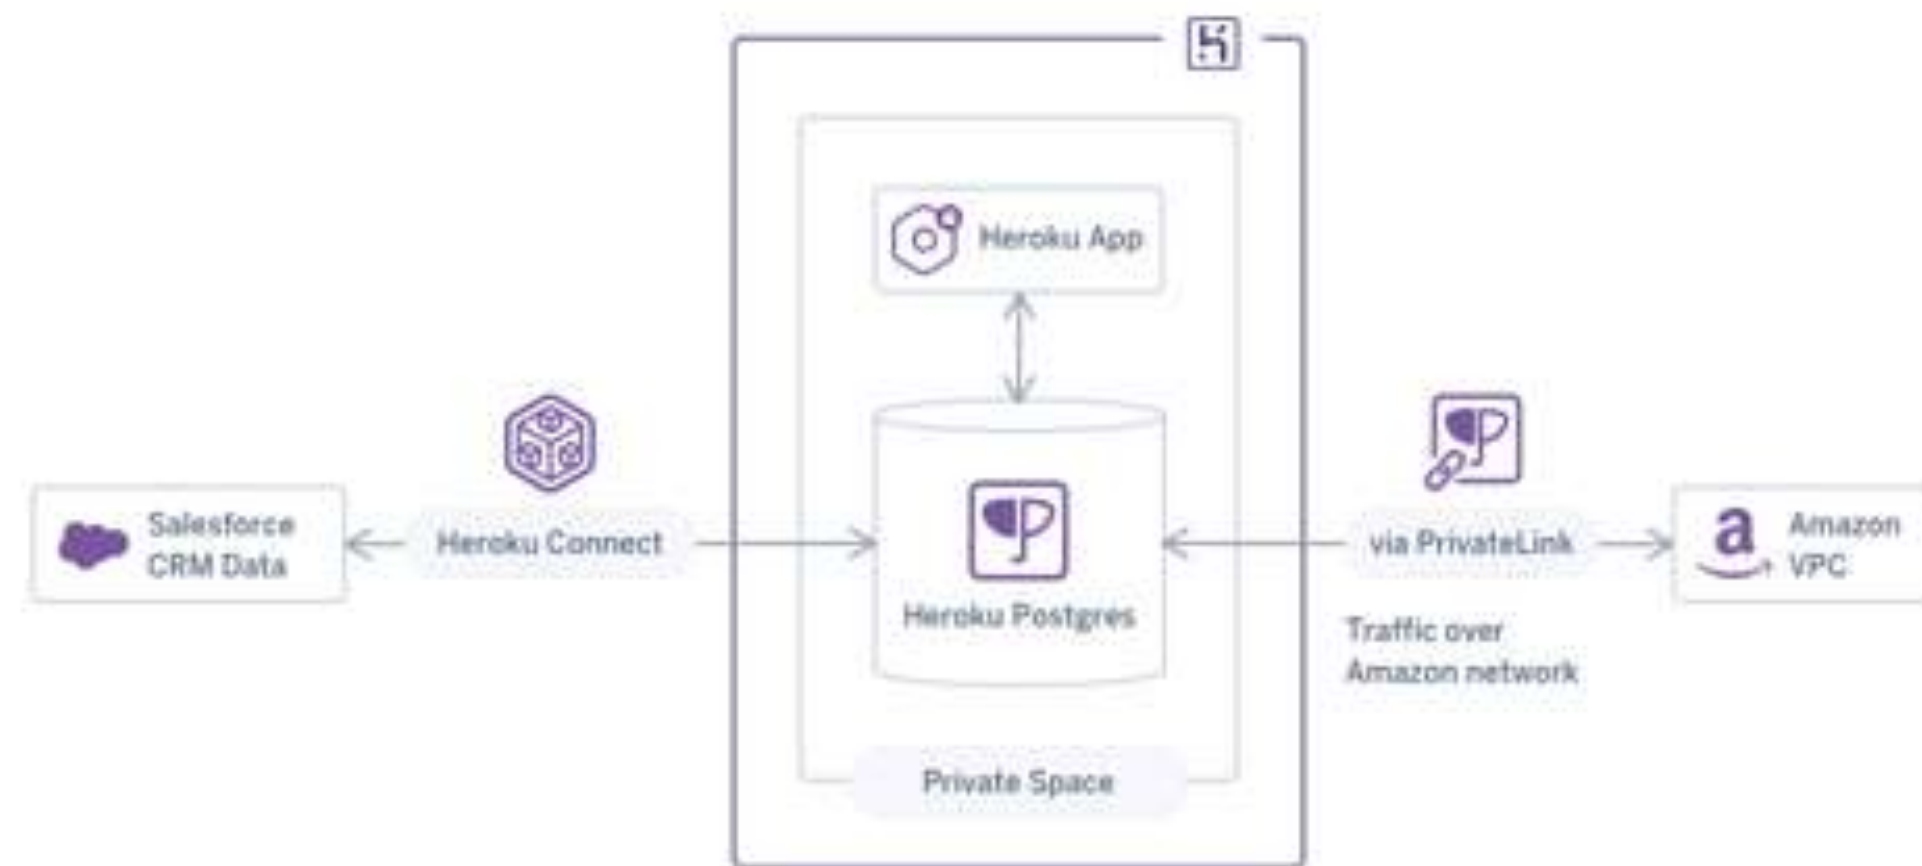 Heroku App
Salesforce
CRM Data
Heroku Connect
Heroku Postgres
via PrivateLink
Amazon
VPC
Traffic over
Amazon network
Private Space